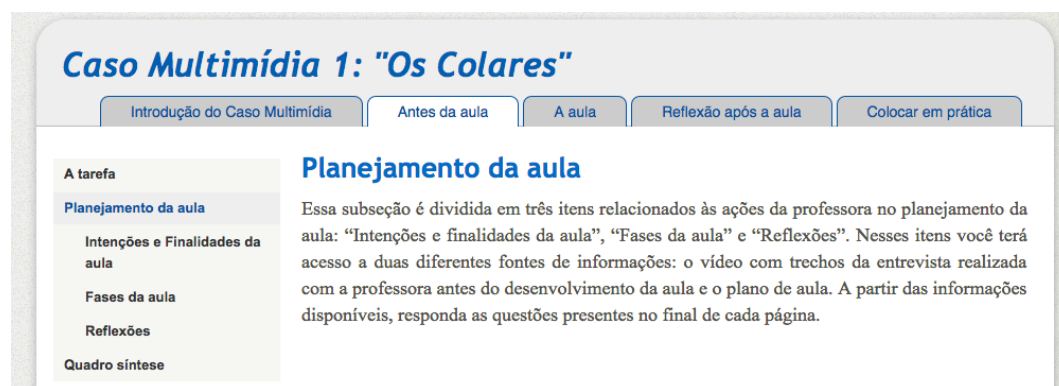 Caso Multimídia 1: "Os Colares"
Introdução do Caso Multimídia
Antes da aula
A aula
Reflexão após a aula
Colocar em prática
A tarefa
Planejamento da aula
Intenções e Finalidades da
aula
Fases da aula
Reflexões
Quadro síntese
Planejamento da aula
Essa subseção é dividida em três itens relacionados às ações da professora no planejamento da
aula: “Intenções e finalidades da aula”, “Fases da aula” e “Reflexões”. Nesses itens você terá
acesso a duas diferentes fontes de informações: o vídeo com trechos da entrevista realizada
com a professora antes do desenvolvimento da aula e o plano de aula. A partir das informações
disponíveis, responda as questões presentes no final de cada página.